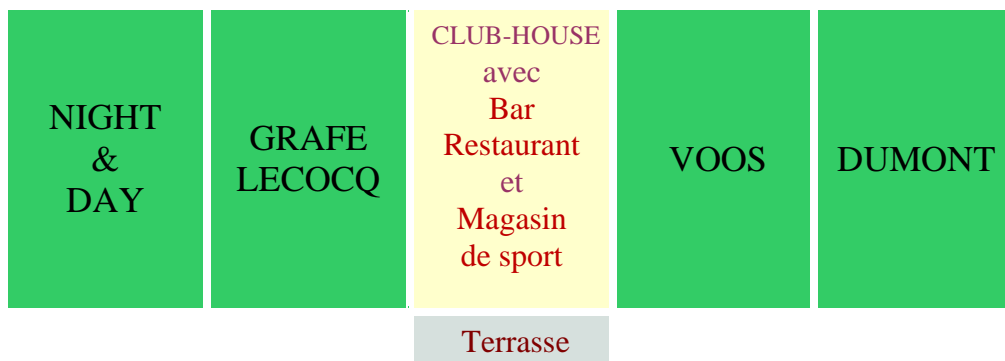 NIGHT
&
DAY
GRAFE
LECOCQ
CLUB-HOUSE
avec
Bar
Restaurant
et
Magasin
de sport
VOOS
DUMONT
Terrasse